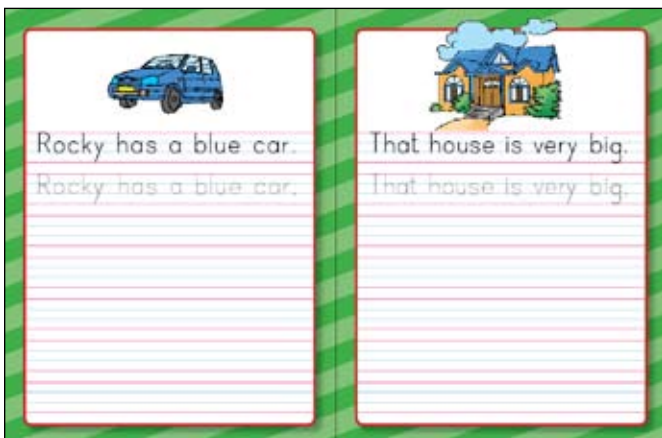 Rocky has a blue car.
Rocky has a blue car.
That house is very big.
That house is very big.